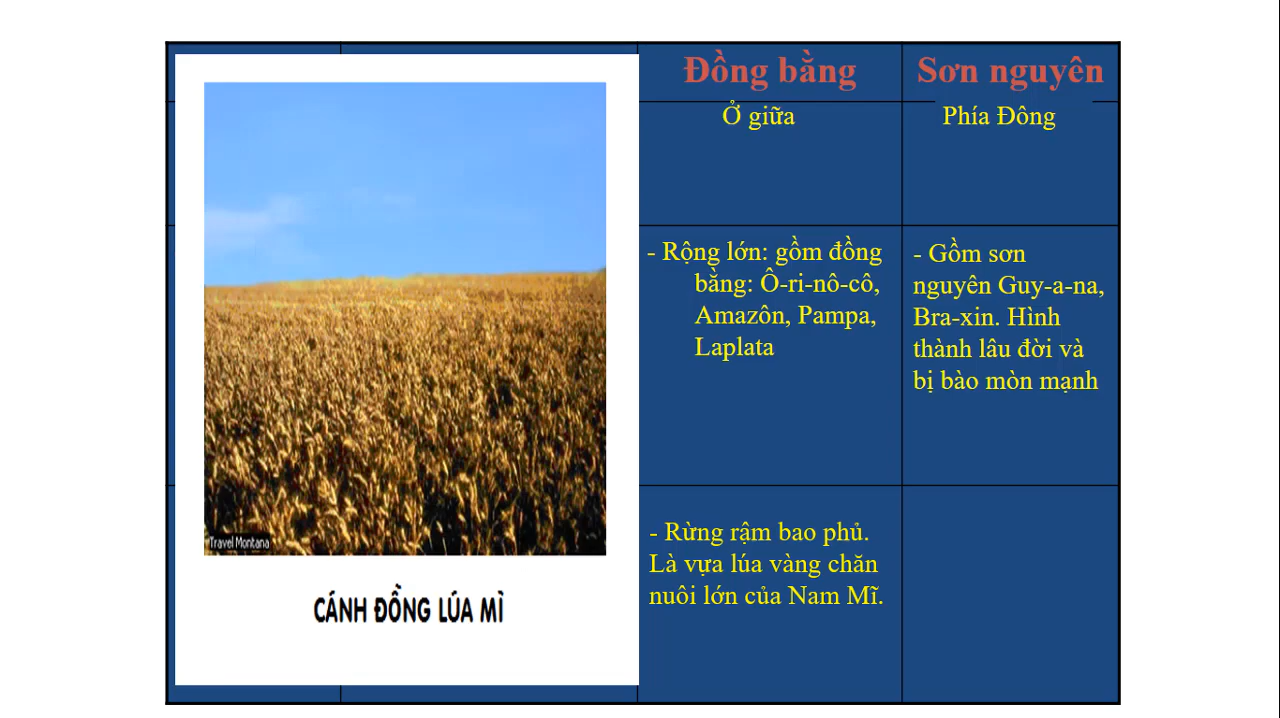 Đồng bằng
Sơn nguyên
Ở giữa
Phía Đông
- Rộng lớn: gồm đồng
bằng: Ô-ri-nô-cô,
Amazôn, Pampa,
Laplata
- Gồm sơn
nguyên Guy-a-na,
Bra-xin. Hình
thành lâu đời và
bị bào mòn mạnh
- Rừng rậm bao phủ.
Là vựa lúa vàng chăn
nuôi lớn của Nam Mĩ.
Travel Montana
CÁNH ĐỒNG LÚA MÌ